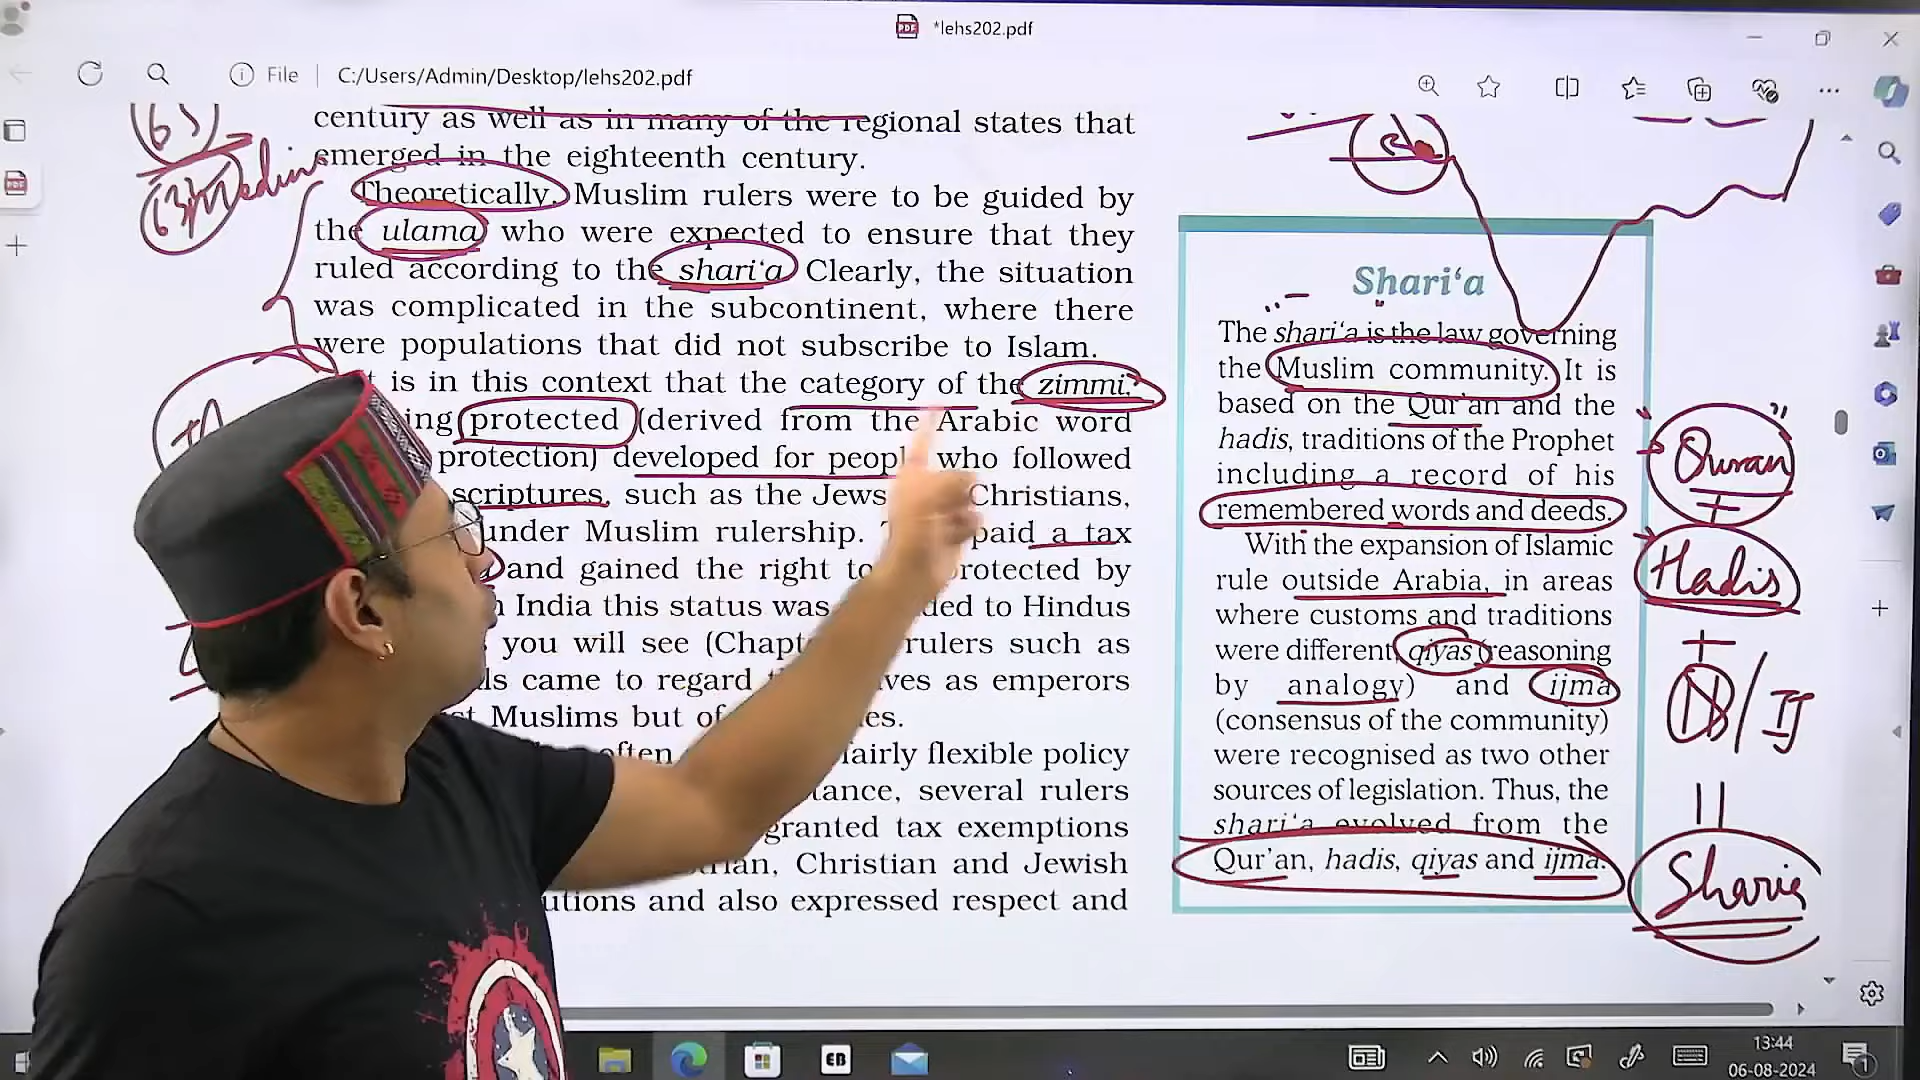 *lehs202.pdf
File
C:/Users/Admin/Desktop/lehs202.pdf
century as well as in many of the regional states that
emerged in the eighteenth century.
Theoretically, Muslim rulers were to be guided by
the ulama who were expected to ensure that they
ruled according to the shari‘a Clearly, the situation
was complicated in the subcontinent, where there
were populations that did not subscribe to Islam.
is in this context that the category of the zimmi,
protected (derived from the Arabic word
protection) developed for people who followed
scriptures, such as the Jews Christians,
under Muslim rulership. paid a tax
and gained the right to protected by
India this status was to Hindus
you will see rulers such as
came to regard as emperors
Muslims but of
often fairly flexible policy
several rulers
granted tax exemptions
Christian and Jewish
and also expressed respect and
Shari‘a
The shari‘a is the law governing
the Muslim community. It is
based on the Qur’an and the
hadis, traditions of the Prophet
including a record of his
remembered words and deeds.
With the expansion of Islamic
rule outside Arabia, in areas
where customs and traditions
were different, qiyas (reasoning
by analogy) and ijma
(consensus of the community)
were recognised as two other
sources of legislation. Thus, the
shari‘a evolved from the
Qur’an, hadis, qiyas and ijma.
Quran
+
Hadis
+
/ IJ
=
13:44
06-08-2024